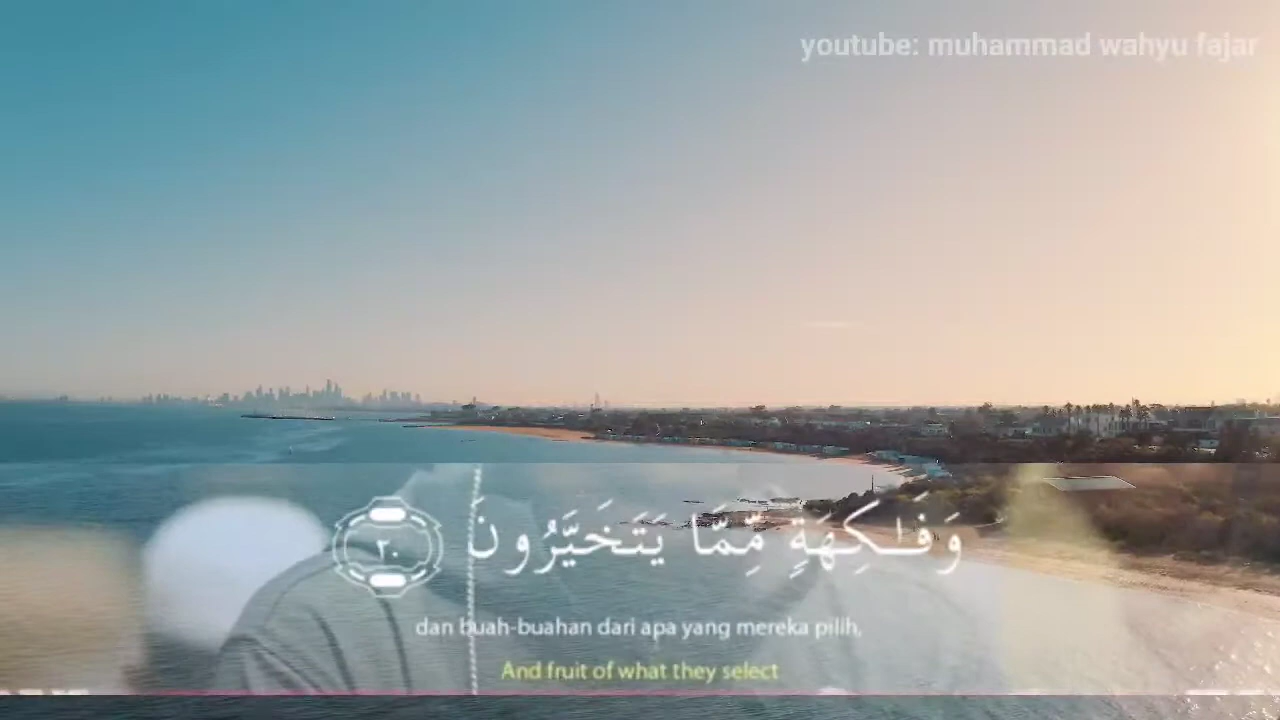 youtube: muhammad wahyu fajar
وَفَـٰكِهَةٍ مِّمَّا يَتَخَيَّرُونَ ٢٠
dan buah-buahan dari apa yang mereka pilih,
And fruit of what they select